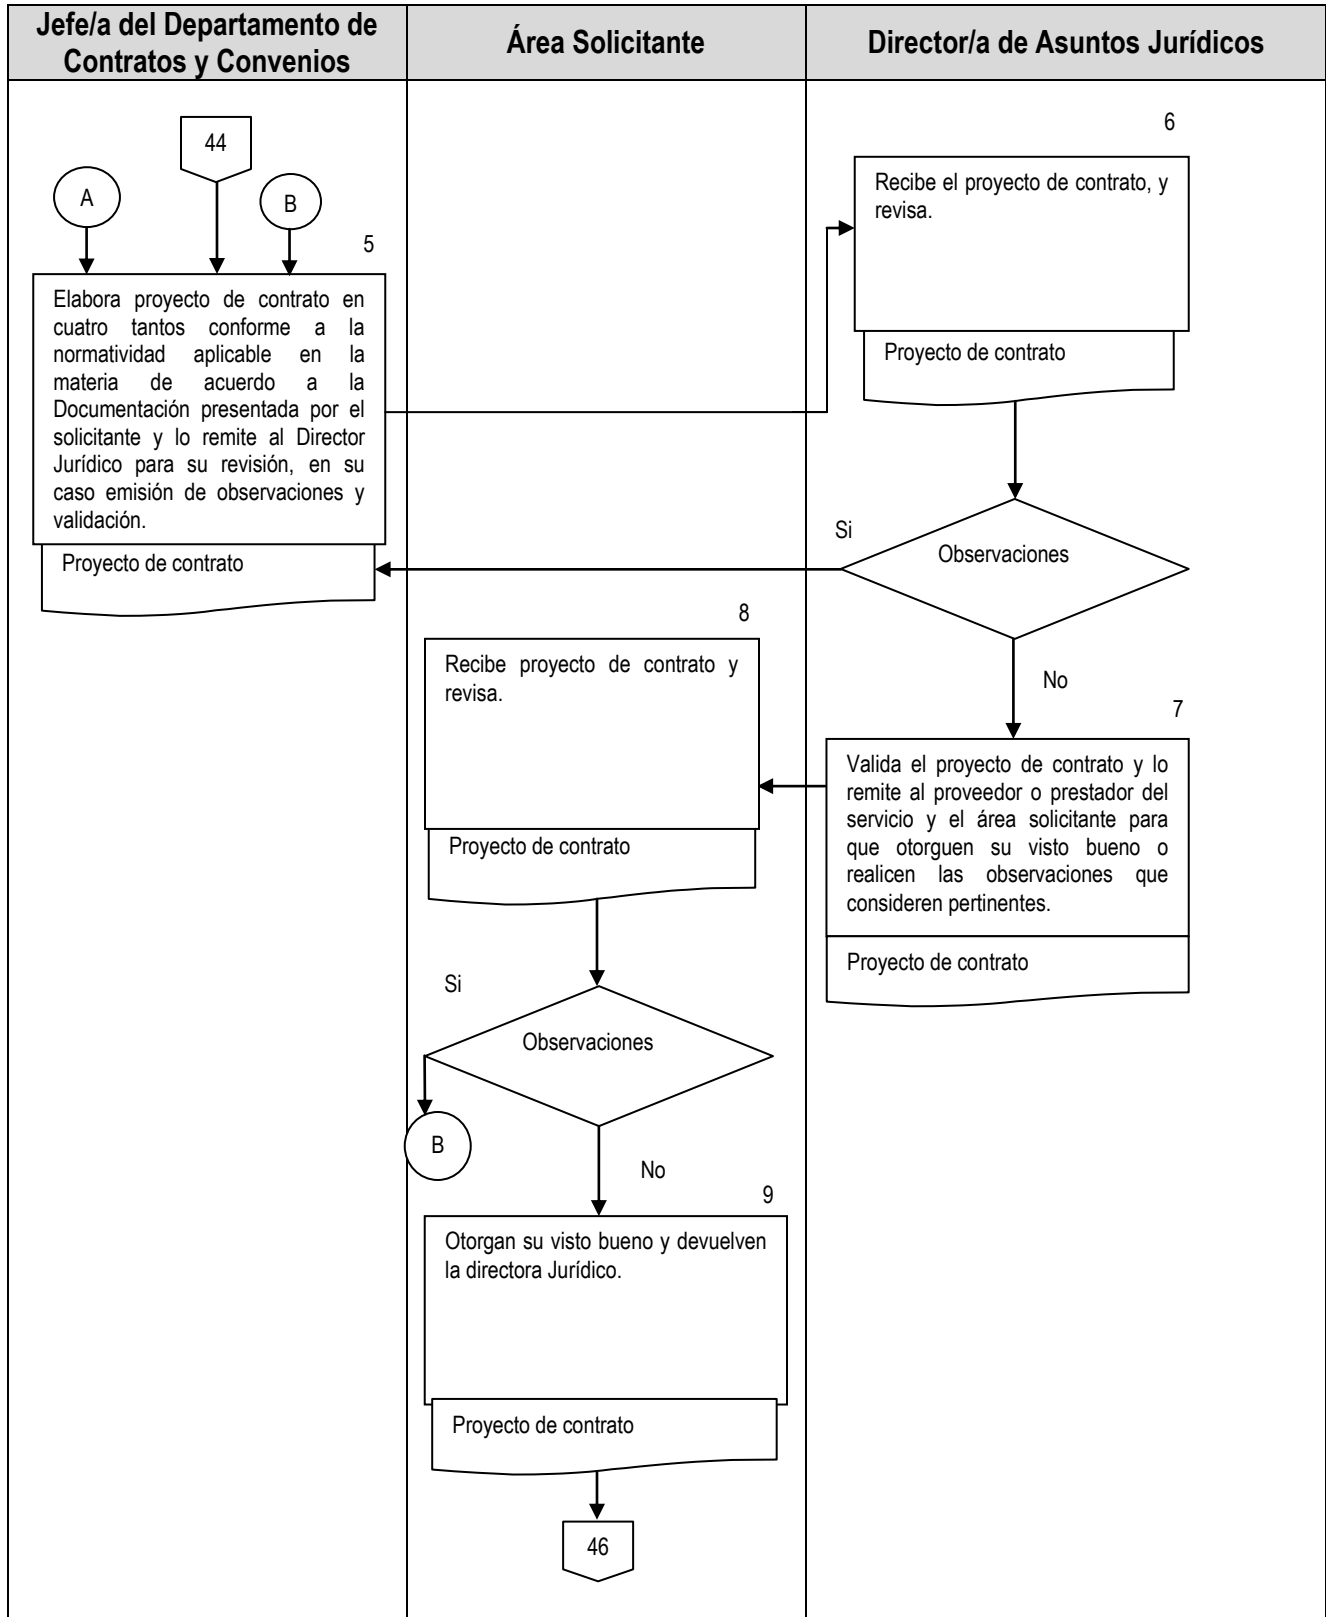 Jefe/a del Departamento de
Contratos y Convenios
Área Solicitante
Director/a de Asuntos Jurídicos
44
A
B
5
Elabora proyecto de contrato en
cuatro tantos conforme a la
normatividad aplicable en la
materia de acuerdo a la
Documentación presentada por el
solicitante y lo remite al Director
Jurídico para su revisión, en su
caso emisión de observaciones y
validación.
Proyecto de contrato
6
Recibe el proyecto de contrato, y
revisa.
Proyecto de contrato
Si
Observaciones
No
7
Valida el proyecto de contrato y lo
remite al proveedor o prestador del
servicio y el área solicitante para
que otorguen su visto bueno o
realicen las observaciones que
consideren pertinentes.
Proyecto de contrato
8
Recibe proyecto de contrato y
revisa.
Proyecto de contrato
Si
Observaciones
B
No
9
Otorgan su visto bueno y devuelven
la directora Jurídico.
Proyecto de contrato
46